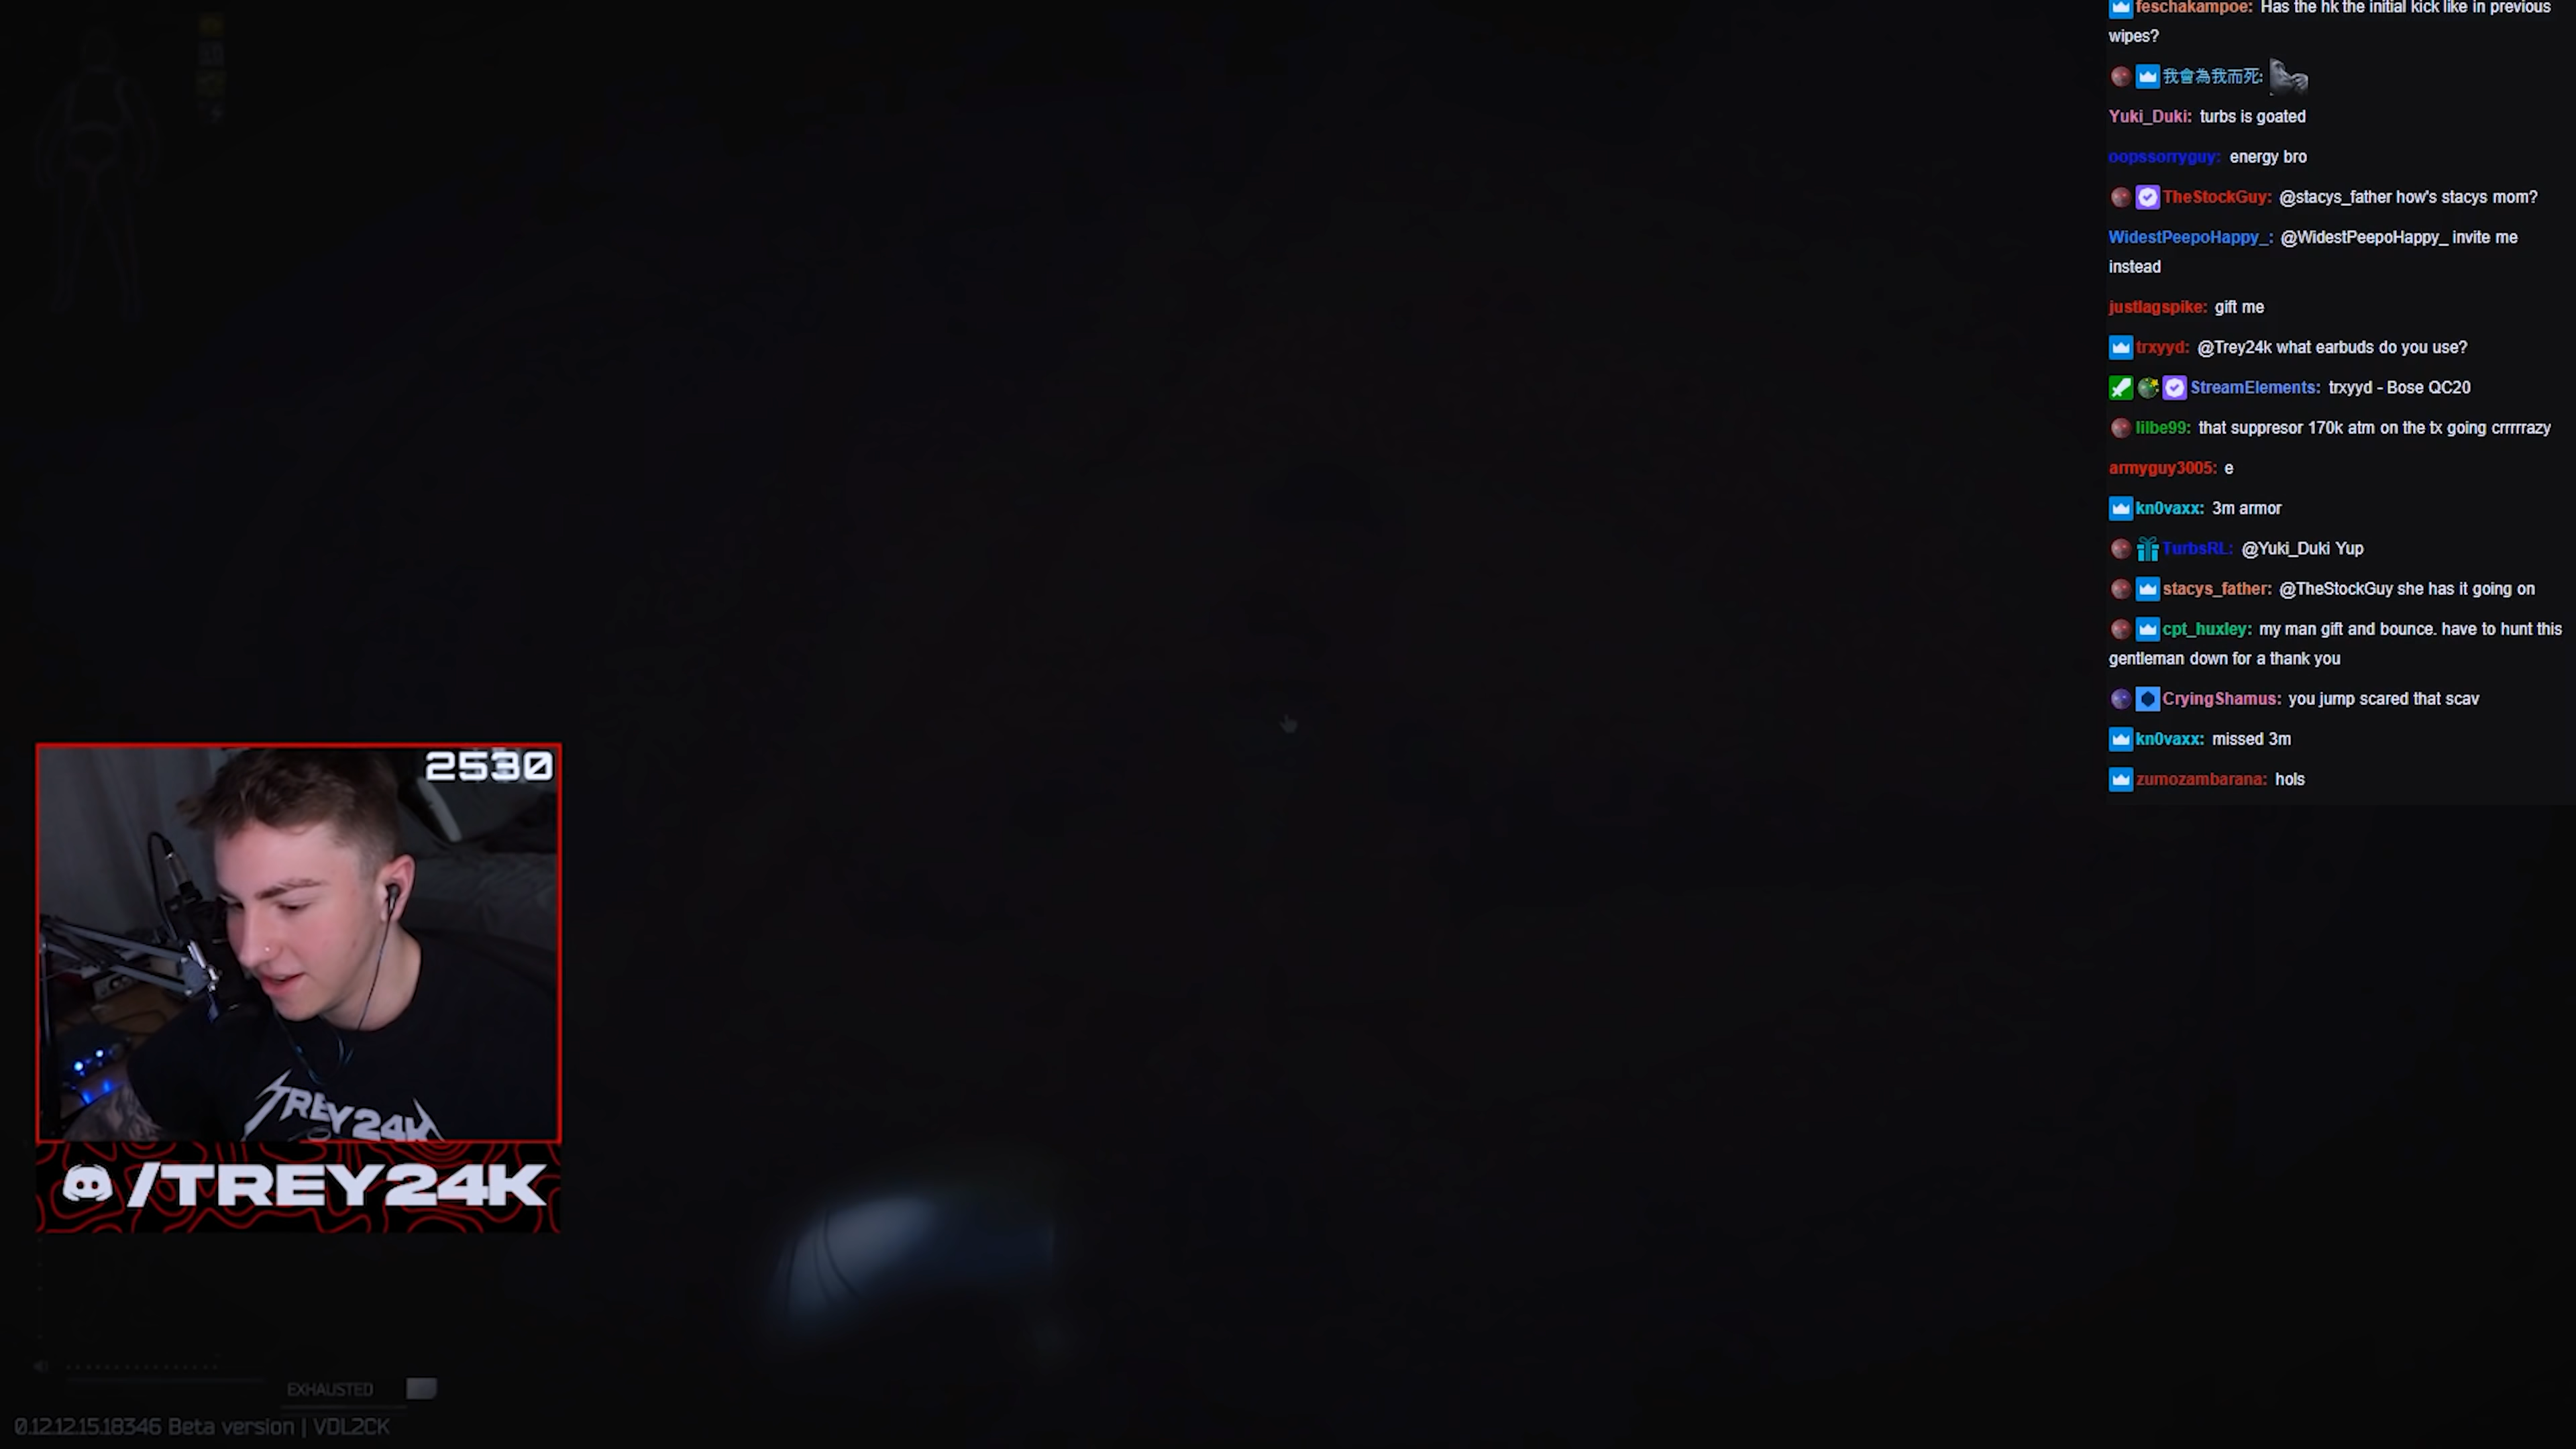 feschakampoe: Has the hk the initial kick like in previous
wipes?
我會為我而死:
Yuki_Duki: turbs is goated
oopssorryguy: energy bro
TheStockGuy: @stacys_father how's stacys mom?
WidestPeepoHappy_: @WidestPeepoHappy_ invite me
instead
justlagspike: gift me
trxyyd: @Trey24k what earbuds do you use?
StreamElements: trxyyd - Bose QC20
lilbe99: that suppresor 170k atm on the tx going crrrrrazy
armyguy3005: e
kn0vaxx: 3m armor
TurbsRL: @Yuki_Duki Yup
stacys_father: @TheStockGuy she has it going on
cpt_huxley: my man gift and bounce. have to hunt this
gentleman down for a thank you
CryingShamus: you jump scared that scav
kn0vaxx: missed 3m
zumozambarana: hols
2530
TREY24K
/TREY24K
EXHAUSTED
0.12.12.15.18346 Beta version | VDL2CK